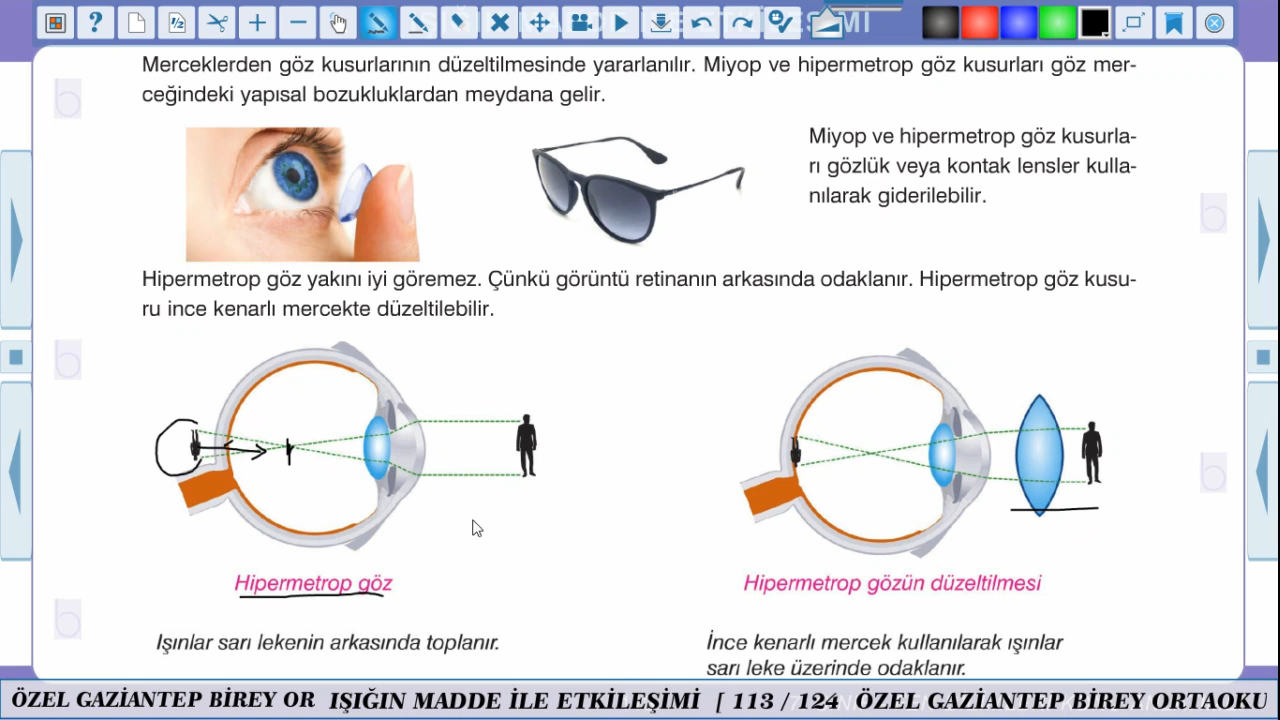 Merceklerden göz kusurlarının düzeltilmesinde yararlanılır. Miyop ve hipermetrop göz kusurları göz mer-
ceğindeki yapısal bozukluklardan meydana gelir.
Miyop ve hipermetrop göz kusurla-
rı gözlük veya kontak lensler kulla-
nılarak giderilebilir.
Hipermetrop göz yakını iyi göremez. Çünkü görüntü retinanın arkasında odaklanır. Hipermetrop göz kusu-
ru ince kenarlı mercekte düzeltilebilir.
Hipermetrop göz
Hipermetrop gözün düzeltilmesi
Işınlar sarı lekenin arkasında toplanır.
İnce kenarlı mercek kullanılarak ışınlar
sarı leke üzerinde odaklanır.
ÖZEL GAZİANTEP BİREY OR IŞIĞIN MADDE İLE ETKİLEŞİMİ [ 113 / 124 ÖZEL GAZİANTEP BİREY ORTAOKU